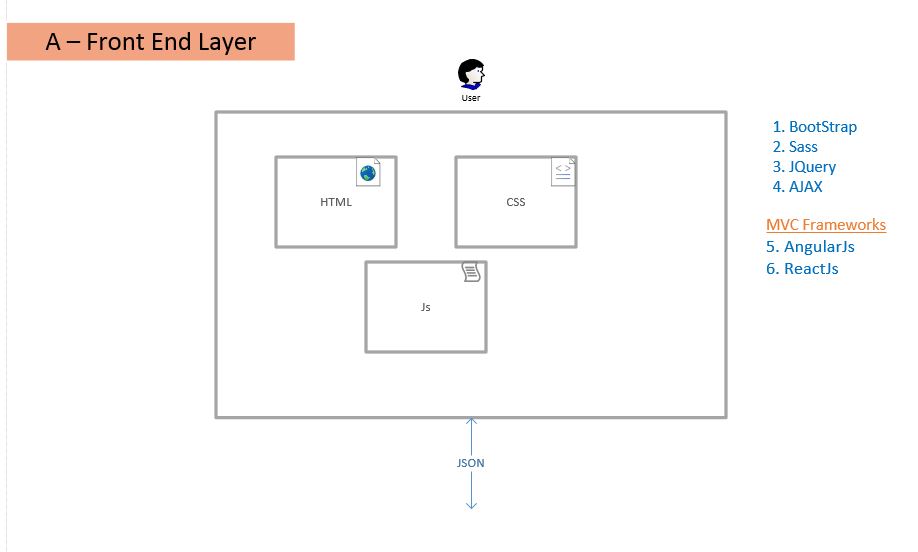 A – Front End Layer
User
1. BootStrap
2. Sass
3. JQuery
4. AJAX
MVC Frameworks
5. AngularJs
6. ReactJs
HTML
CSS
< >
Js
JSON